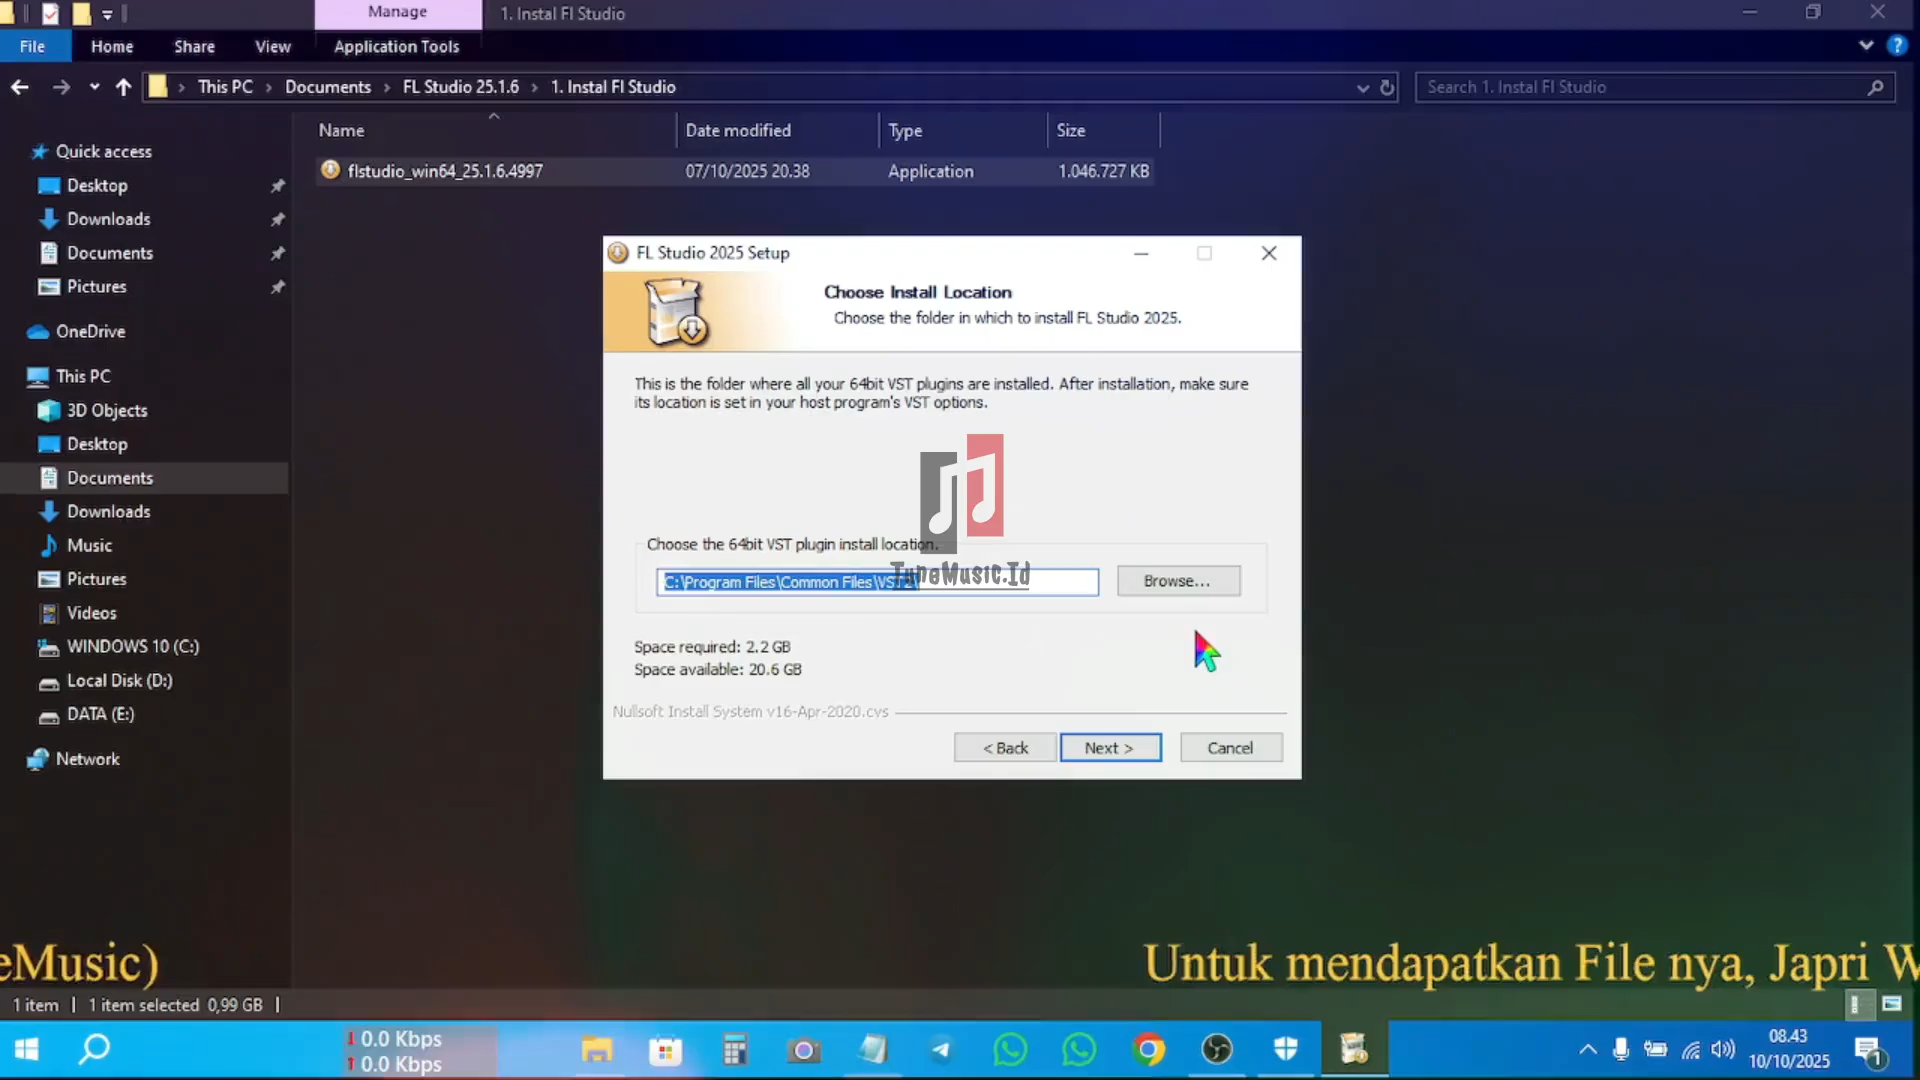 Manage
1. Instal Fl Studio
File
Home
Share
View
Application Tools
This PC
Documents
FL Studio 25.1.6
1. Instal Fl Studio
Search 1. Instal Fl Studio
Name
Date modified
Type
Size
flstudio_win64_25.1.6.4997
07/10/2025 20.38
Application
1.046.727 KB
Quick access
Desktop
Downloads
Documents
Pictures
OneDrive
This PC
3D Objects
Desktop
Documents
Downloads
Music
Pictures
Videos
WINDOWS 10 (C:)
Local Disk (D:)
DATA (E:)
Network
FL Studio 2025 Setup
Choose Install Location
Choose the folder in which to install FL Studio 2025.
This is the folder where all your 64bit VST plugins are installed. After installation, make sure
its location is set in your host program's VST options.
Choose the 64bit VST plugin install location.
C:\Program Files\Common Files\VST2\
TuneMusic.Id
Browse...
Space required: 2.2 GB
Space available: 20.6 GB
Nullsoft Install System v16-Apr-2020.cvs
< Back
Next >
Cancel
eMusic)
Untuk mendapatkan File nya, Japri W
1 item
1 item selected 0,99 GB
0.0 Kbps
0.0 Kbps
08.43
10/10/2025
1